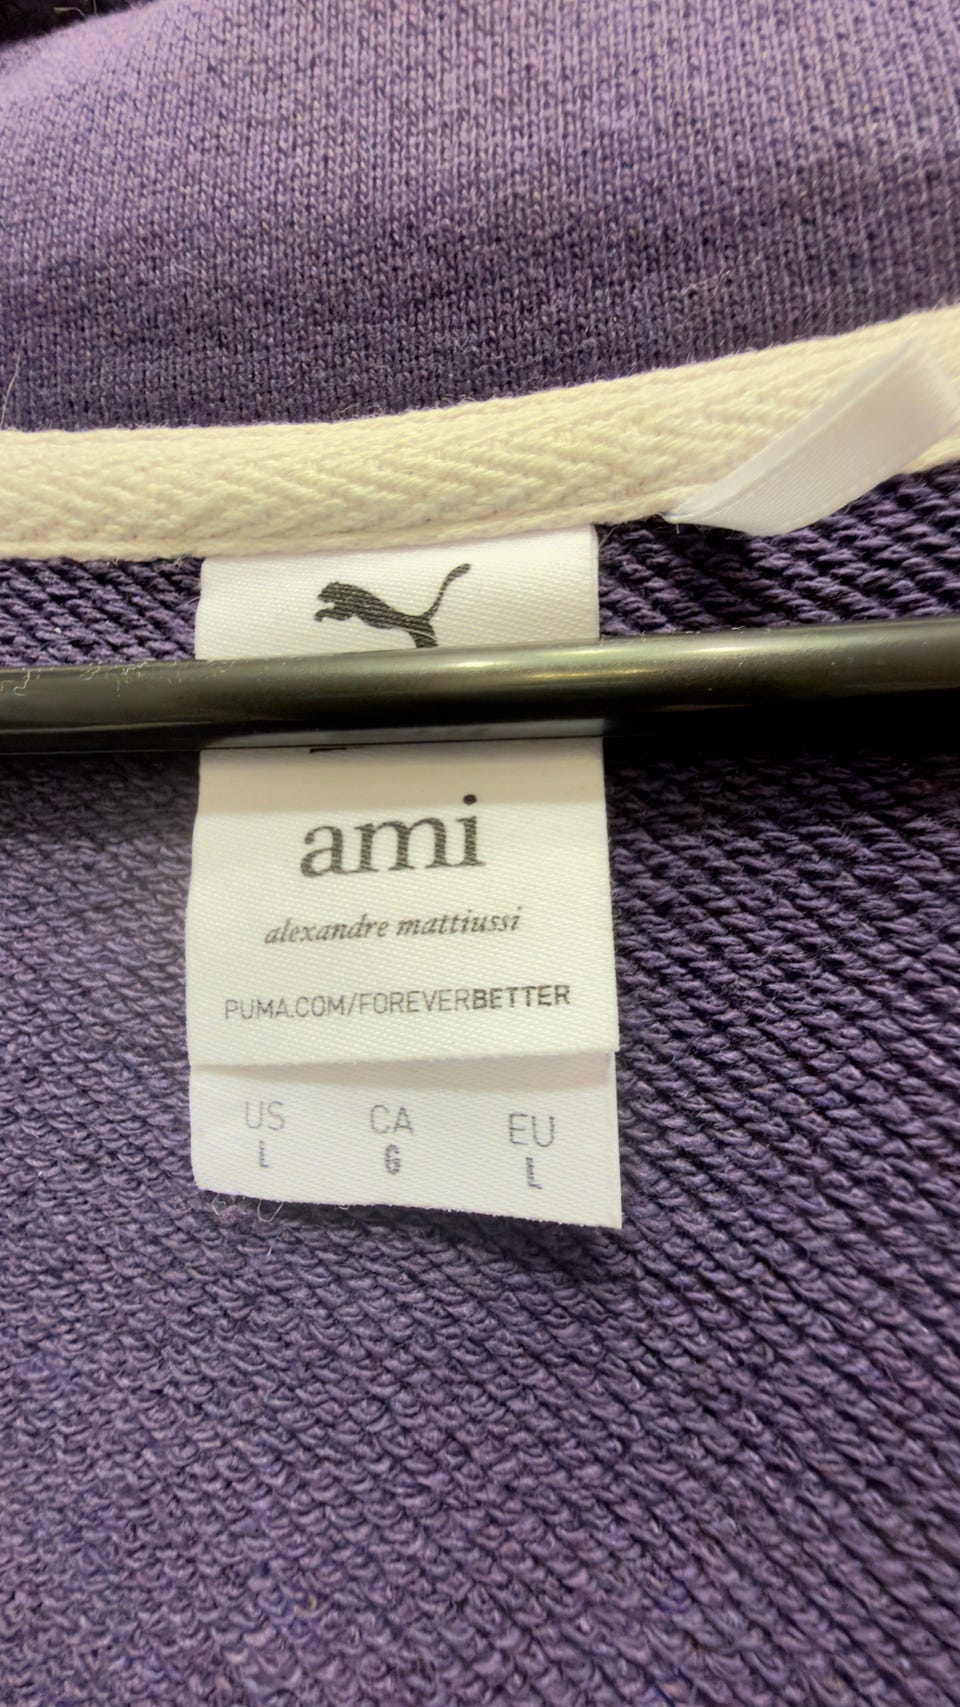 ami
alexandre mattiussi
PUMA.COM/FOREVERBETTER
US CA EU
L G L